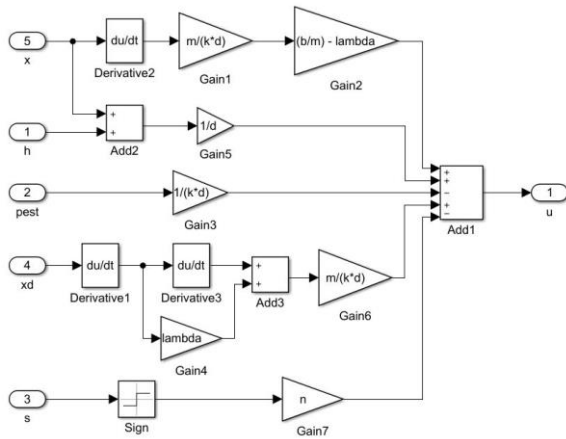 5
x
du/dt
Derivative2
m/(k*d)
Gain1
(b/m) - lambda
Gain2
1
h
+
+
Add2
1/d
Gain5
2
pest
1/(k*d)
Gain3
+
+
−
+
−
Add1
1
u
4
xd
du/dt
Derivative1
du/dt
Derivative3
+
+
Add3
m/(k*d)
Gain6
lambda
Gain4
3
s
Sign
n
Gain7